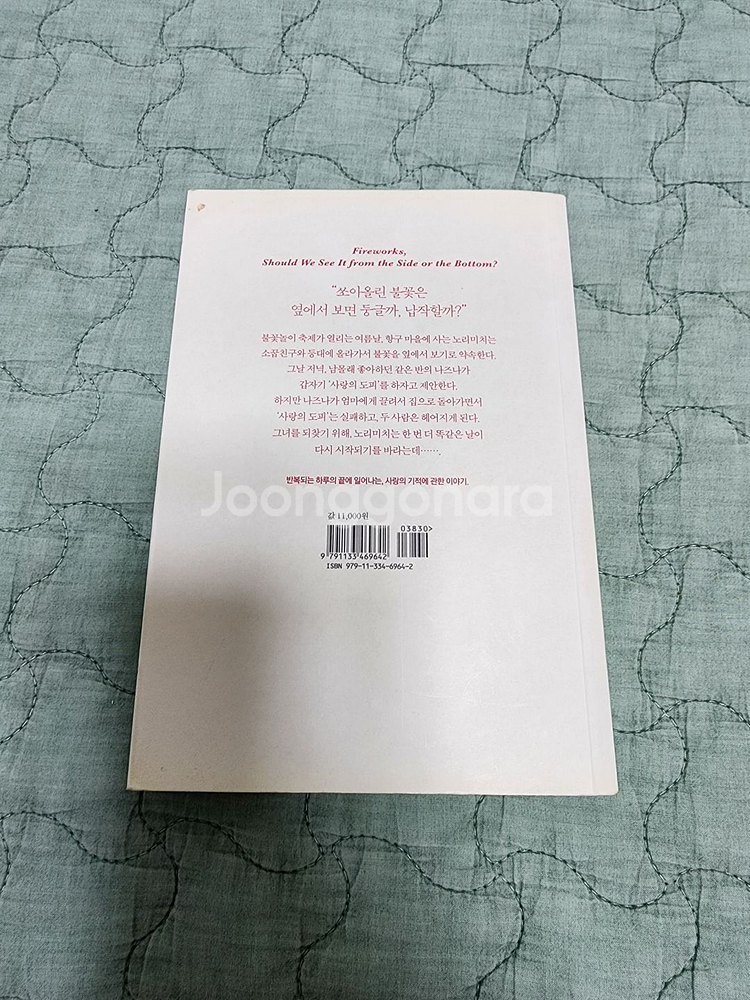 Fireworks,
Should We See It from the Side or the Bottom?
“쏘아올린 불꽃은
옆에서 보면 둥글까, 납작할까?”
불꽃놀이 축제가 열리는 여름날, 항구 마을에 사는 노리미치는
소꿉친구와 등대에 올라가서 불꽃을 옆에서 보기로 약속한다.
그날 저녁, 남몰래 좋아하던 같은 반의 나즈나가
갑자기 ‘사랑의 도피’를 하자고 제안한다.
하지만 나즈나가 엄마에게 끌려서 집으로 돌아가면서
‘사랑의 도피’는 실패하고, 두 사람은 헤어지게 된다.
그녀를 되찾기 위해, 노리미치는 한 번 더 똑같은 날이
다시 시작되기를 바라는데…….
반복되는 하루의 끝에 일어나는, 사랑의 기적에 관한 이야기.
Joonggonara
값 11,000원
03830>
9 791133 469642
ISBN 979-11-334-6964-2